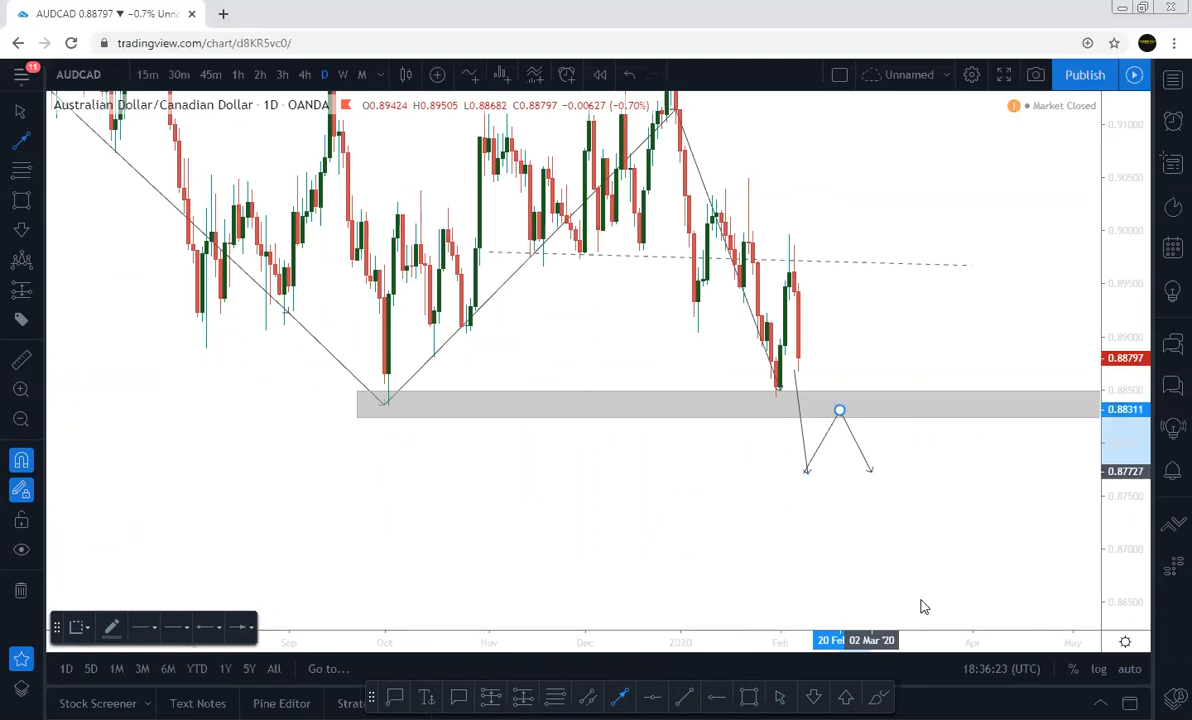 AUDCAD 0.88797 ▼ −0.7% Unna
tradingview.com/chart/d8KR5vc0/
11
AUDCAD 15m 30m 45m 1h 2h 3h 4h D W M Unnamed Publish
Australian Dollar/Canadian Dollar · 1D · OANDA O0.89424 H0.89505 L0.88682 C0.88797 −0.00627 (−0.70%) Market Closed
0.91000
0.90500
0.90000
0.89500
0.89000
0.88797
0.88500
0.88311
0.87727
0.87500
0.87000
0.86500
Sep Oct Nov Dec 2020 Feb 20 Fel 02 Mar '20 Apr May
1D 5D 1M 3M 6M YTD 1Y 5Y All Go to... 18:36:23 (UTC) % log auto
Stock Screener Text Notes Pine Editor Strat